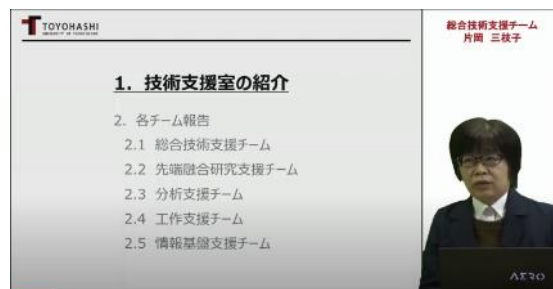 TOYOHASHI
総合技術支援チーム
片岡 三枝子
1. 技術支援室の紹介
2. 各チーム報告
2.1 総合技術支援チーム
2.2 先端融合研究支援チーム
2.3 分析支援チーム
2.4 工作支援チーム
2.5 情報基盤支援チーム